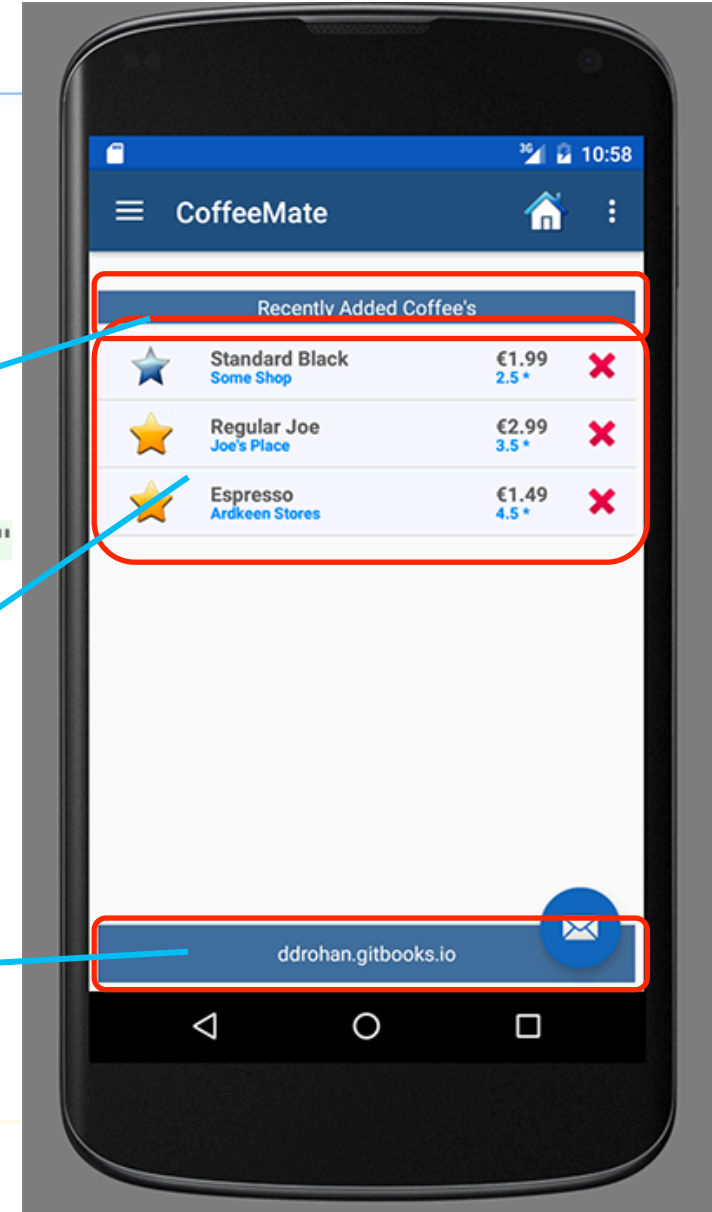 3G 10:58
CoffeeMate
Recently Added Coffee's
Standard Black €1.99
Some Shop 2.5 *
Regular Joe €2.99
Joe's Place 3.5 *
"
Espresso €1.49
Ardkeen Stores 4.5 *
ddrohan.gitbooks.io